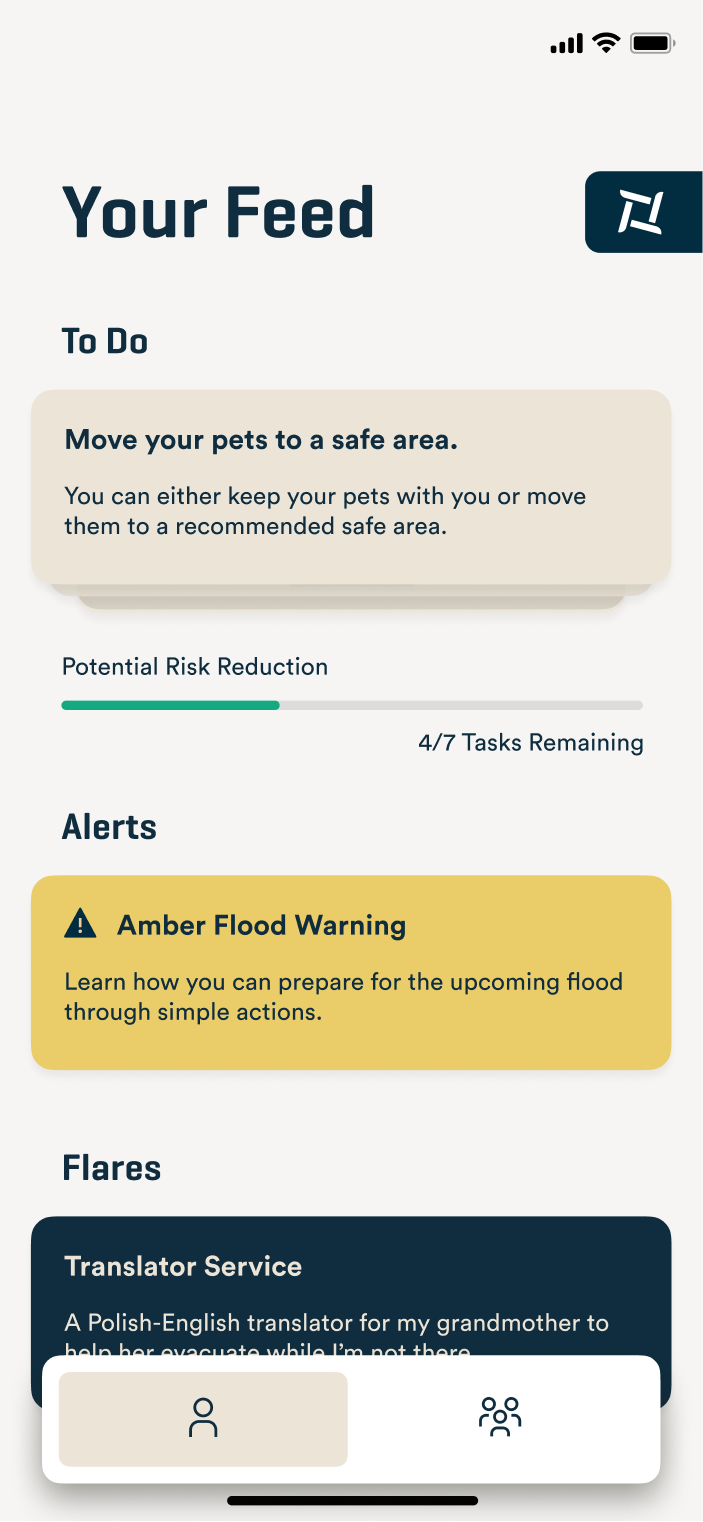 Your Feed
To Do
Move your pets to a safe area.
You can either keep your pets with you or move
them to a recommended safe area.
Potential Risk Reduction
4/7 Tasks Remaining
Alerts
Amber Flood Warning
Learn how you can prepare for the upcoming flood
through simple actions.
Flares
Translator Service
A Polish-English translator for my grandmother to
help her evacuate while I'm not there